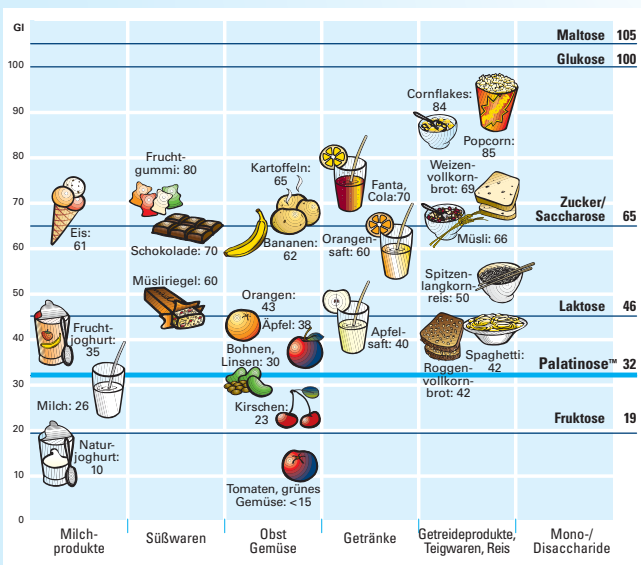 GI
100
90
80
70
60
50
40
30
20
10
0
Maltose 105
Glukose 100
Zucker/
Saccharose 65
Laktose 46
Palatinose™ 32
Fruktose 19
Eis:
61
Frucht-
joghurt:
35
Milch: 26
Natur-
joghurt:
10
Frucht-
gummi: 80
Schokolade: 70
Müsliriegel: 60
Kartoffeln:
65
Bananen:
62
Orangen:
43
Äpfel: 38
Bohnen,
Linsen: 30
Kirschen:
23
Tomaten, grünes
Gemüse: <15
Fanta,
Cola:70
Orangen-
saft: 60
Apfel-
saft: 40
Cornflakes:
84
Popcorn:
85
Weizen-
vollkorn-
brot: 69
Müsli: 66
Spitzen-
langkorn-
reis: 50
Spaghetti:
42
Roggen-
vollkorn-
brot: 42
Milch-
produkte
Süßwaren
Obst
Gemüse
Getränke
Getreideprodukte,
Teigwaren, Reis
Mono-/
Disaccharide